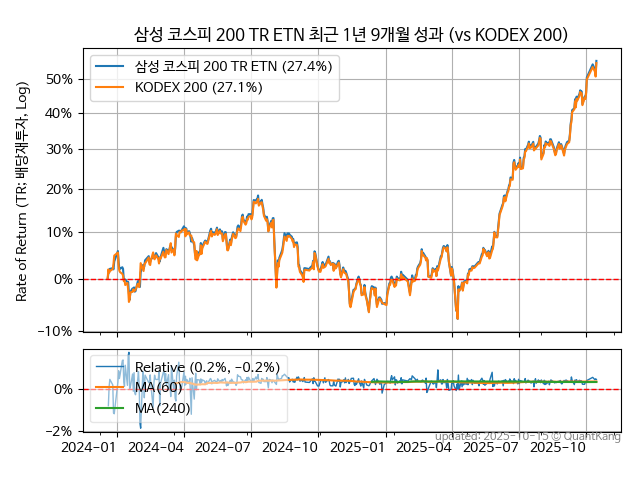 삼성 코스피 200 TR ETN 최근 1년 9개월 성과 (vs KODEX 200)
Rate of Return (TR: 배당재투자, Log)
삼성 코스피 200 TR ETN (27.4%)
KODEX 200 (27.1%)
50%
40%
30%
20%
10%
0%
−10%
Relative (0.2%, -0.2%)
MA(60)
MA(240)
0%
−2%
updated: 2025-10-15 © QuantKang
2024-01
2024-04
2024-07
2024-10
2025-01
2025-04
2025-07
2025-10